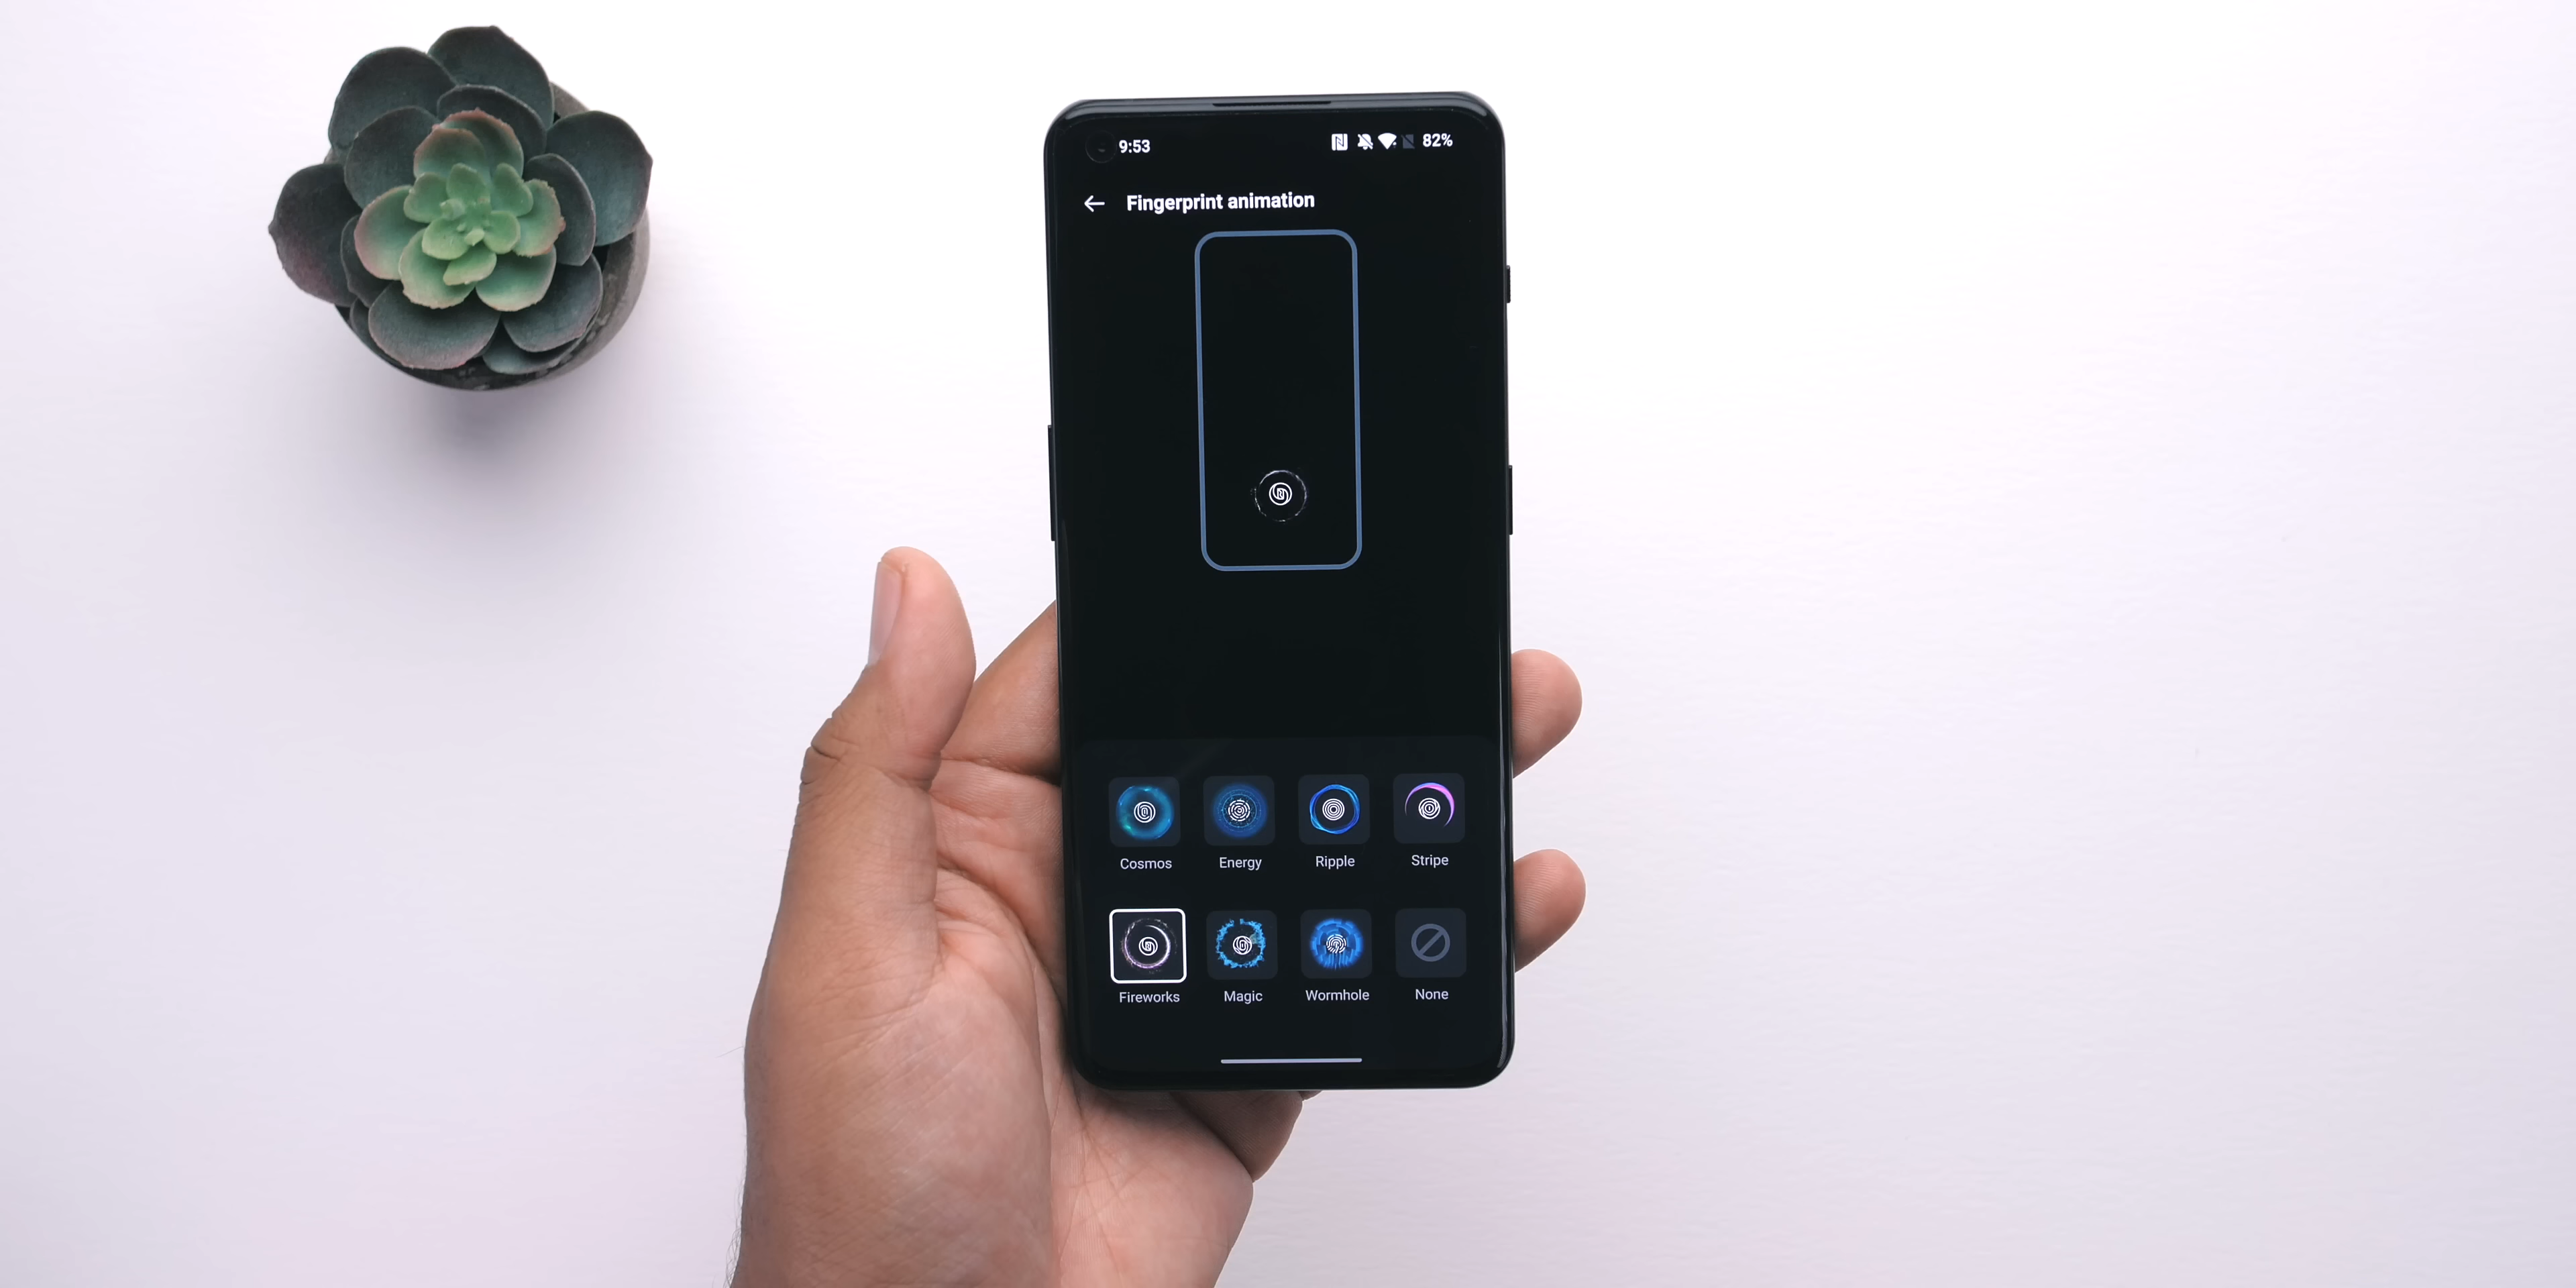 9:53 82%
Fingerprint animation
Cosmos Energy Ripple Stripe
Fireworks Magic Wormhole None